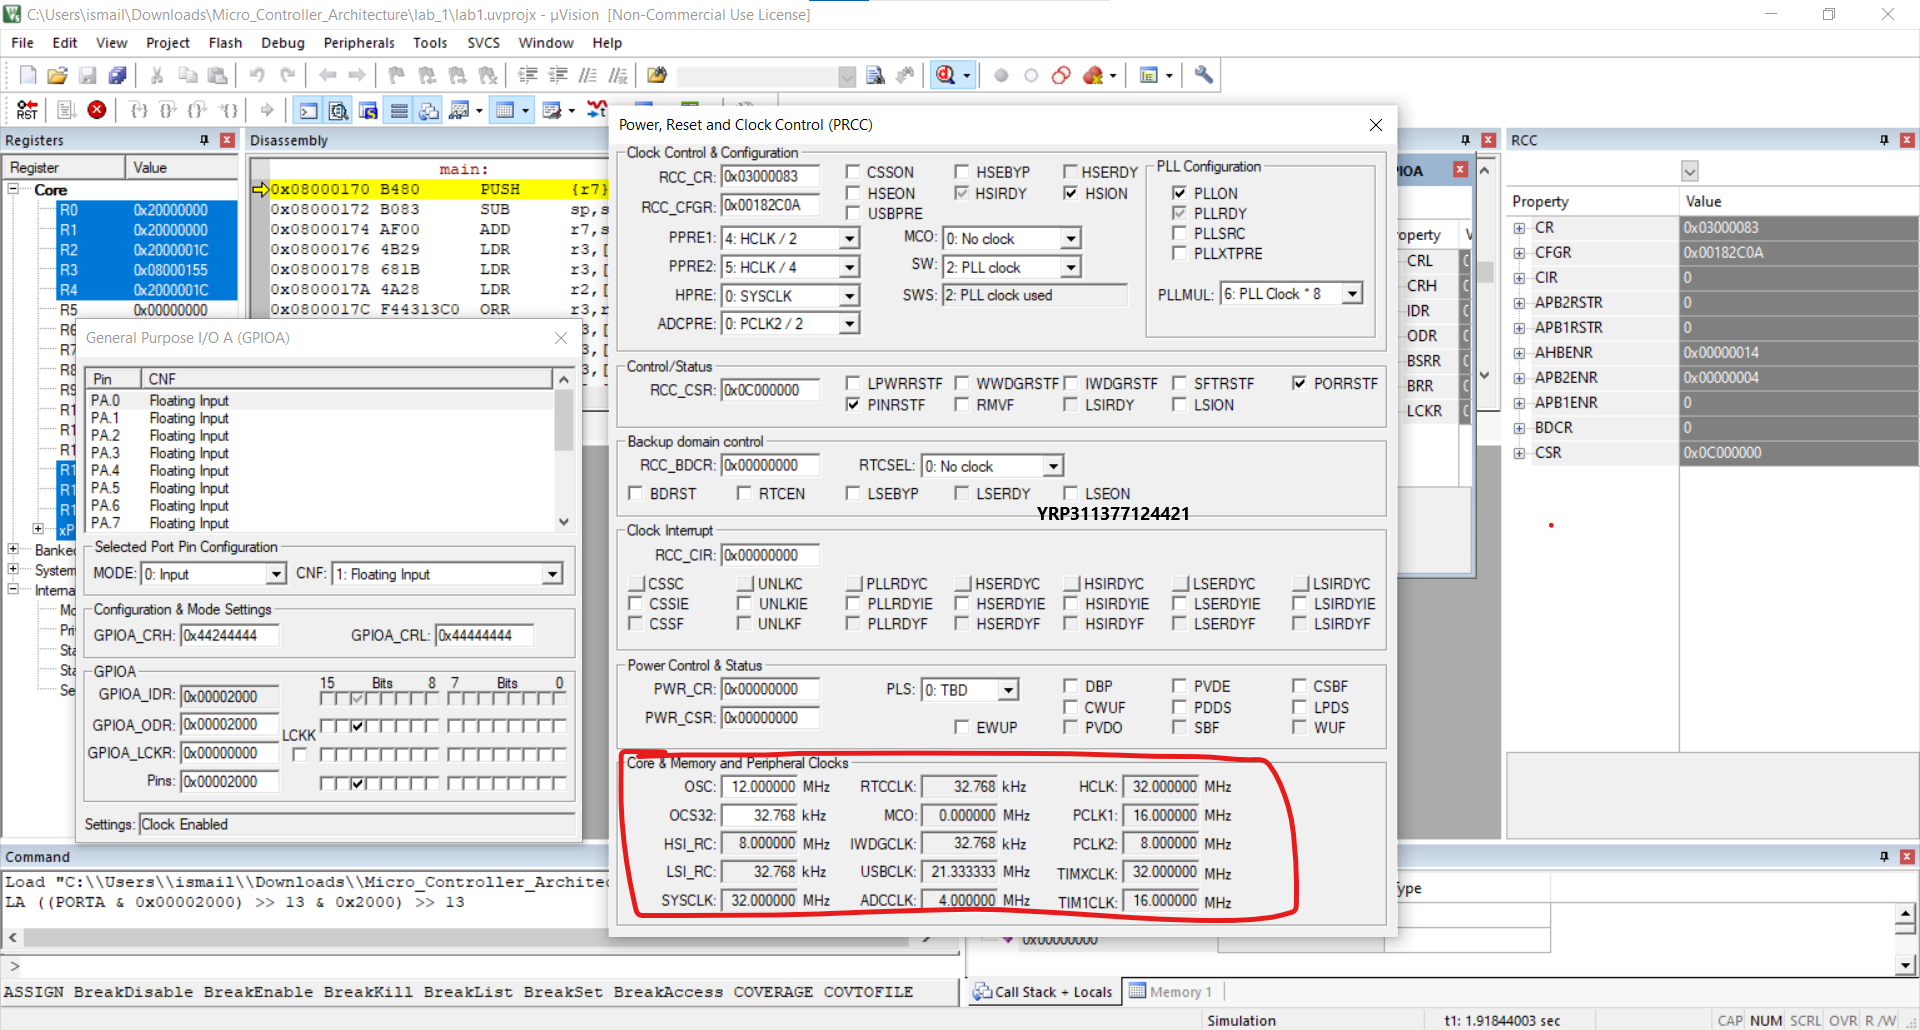 C:\Users\ismail\Downloads\Micro_Controller_Architecture\lab_1\lab1.uvprojx - µVision [Non-Commercial Use License]
File Edit View Project Flash Debug Peripherals Tools SVCS Window Help
RST
Registers
Register Value
Core
R0 0x20000000
R1 0x20000000
R2 0x2000001C
R3 0x08000155
R4 0x2000001C
R5 0x00000000
Disassembly
main:
0x08000170 B480 PUSH {r7}
0x08000172 B083 SUB sp,s
0x08000174 AF00 ADD r7,s
0x08000176 4B29 LDR r3,[
0x08000178 681B LDR r3,[
0x0800017A 4A28 LDR r2,[
0x0800017C F44313C0 ORR r3,r
General Purpose I/O A (GPIOA)
Pin CNF
PA.0 Floating Input
PA.1 Floating Input
PA.2 Floating Input
PA.3 Floating Input
PA.4 Floating Input
PA.5 Floating Input
PA.6 Floating Input
PA.7 Floating Input
Selected Port Pin Configuration
MODE: 0: Input CNF: 1: Floating Input
Configuration & Mode Settings
GPIOA_CRH: 0x44244444 GPIOA_CRL: 0x44444444
GPIOA
15 Bits 8 7 Bits 0
GPIOA_IDR: 0x00002000
GPIOA_ODR: 0x00002000
LCKK
GPIOA_LCKR: 0x00000000
Pins: 0x00002000
Settings: Clock Enabled
Power, Reset and Clock Control (PRCC)
Clock Control & Configuration
RCC_CR: 0x03000083 CSSON HSEBYP HSERDY
HSEON HSIRDY HSION
RCC_CFGR: 0x00182C0A USBPRE
PPRE1: 4: HCLK / 2 MCO: 0: No clock
PPRE2: 5: HCLK / 4 SW: 2: PLL clock
HPRE: 0: SYSCLK SWS: 2: PLL clock used
ADCPRE: 0: PCLK2 / 2
PLL Configuration
PLLON
PLLRDY
PLLSRC
PLLXTPRE
PLLMUL: 6: PLL Clock * 8
Control/Status
RCC_CSR: 0x0C000000 LPWRRSTF WWDGRSTF IWDGRSTF SFTRSTF PORRSTF
PINRSTF RMVF LSIRDY LSION
Backup domain control
RCC_BDCR: 0x00000000 RTCSEL: 0: No clock
BDRST RTCEN LSEBYP LSERDY LSEON
YRP311377124421
Clock Interrupt
RCC_CIR: 0x00000000
CSSC UNLKC PLLRDYC HSERDYC HSIRDYC LSERDYC LSIRDYC
CSSIE UNLKIE PLLRDYIE HSERDYIE HSIRDYIE LSERDYIE LSIRDYIE
CSSF UNLKF PLLRDYF HSERDYF HSIRDYF LSERDYF LSIRDYF
Power Control & Status
PWR_CR: 0x00000000 PLS: 0: TBD DBP PVDE CSBF
CWUF PDDS LPDS
PWR_CSR: 0x00000000 EWUP PVDO SBF WUF
Core & Memory and Peripheral Clocks
OSC: 12.000000 MHz RTCCLK: 32.768 kHz HCLK: 32.000000 MHz
OCS32: 32.768 kHz MCO: 0.000000 MHz PCLK1: 16.000000 MHz
HSI_RC: 8.000000 MHz IWDGCLK: 32.768 kHz PCLK2: 8.000000 MHz
LSI_RC: 32.768 kHz USBCLK: 21.333333 MHz TIMXCLK: 32.000000 MHz
SYSCLK: 32.000000 MHz ADCCLK: 4.000000 MHz TIM1CLK: 16.000000 MHz
CRL
CRH
IDR
ODR
BSRR
BRR
LCKR
RCC
Property Value
CR 0x03000083
CFGR 0x00182C0A
CIR 0
APB2RSTR 0
APB1RSTR 0
AHBENR 0x00000014
APB2ENR 0x00000004
APB1ENR 0
BDCR 0
CSR 0x0C000000
Command
Load "C:\\Users\\ismail\\Downloads\\Micro_Controller_Architec
LA ((PORTA & 0x00002000) >> 13 & 0x2000) >> 13
>
ASSIGN BreakDisable BreakEnable BreakKill BreakList BreakSet BreakAccess COVERAGE COVTOFILE
0x00000000
Call Stack + Locals Memory 1
Simulation t1: 1.91844003 sec CAP NUM SCRL OVR R/W